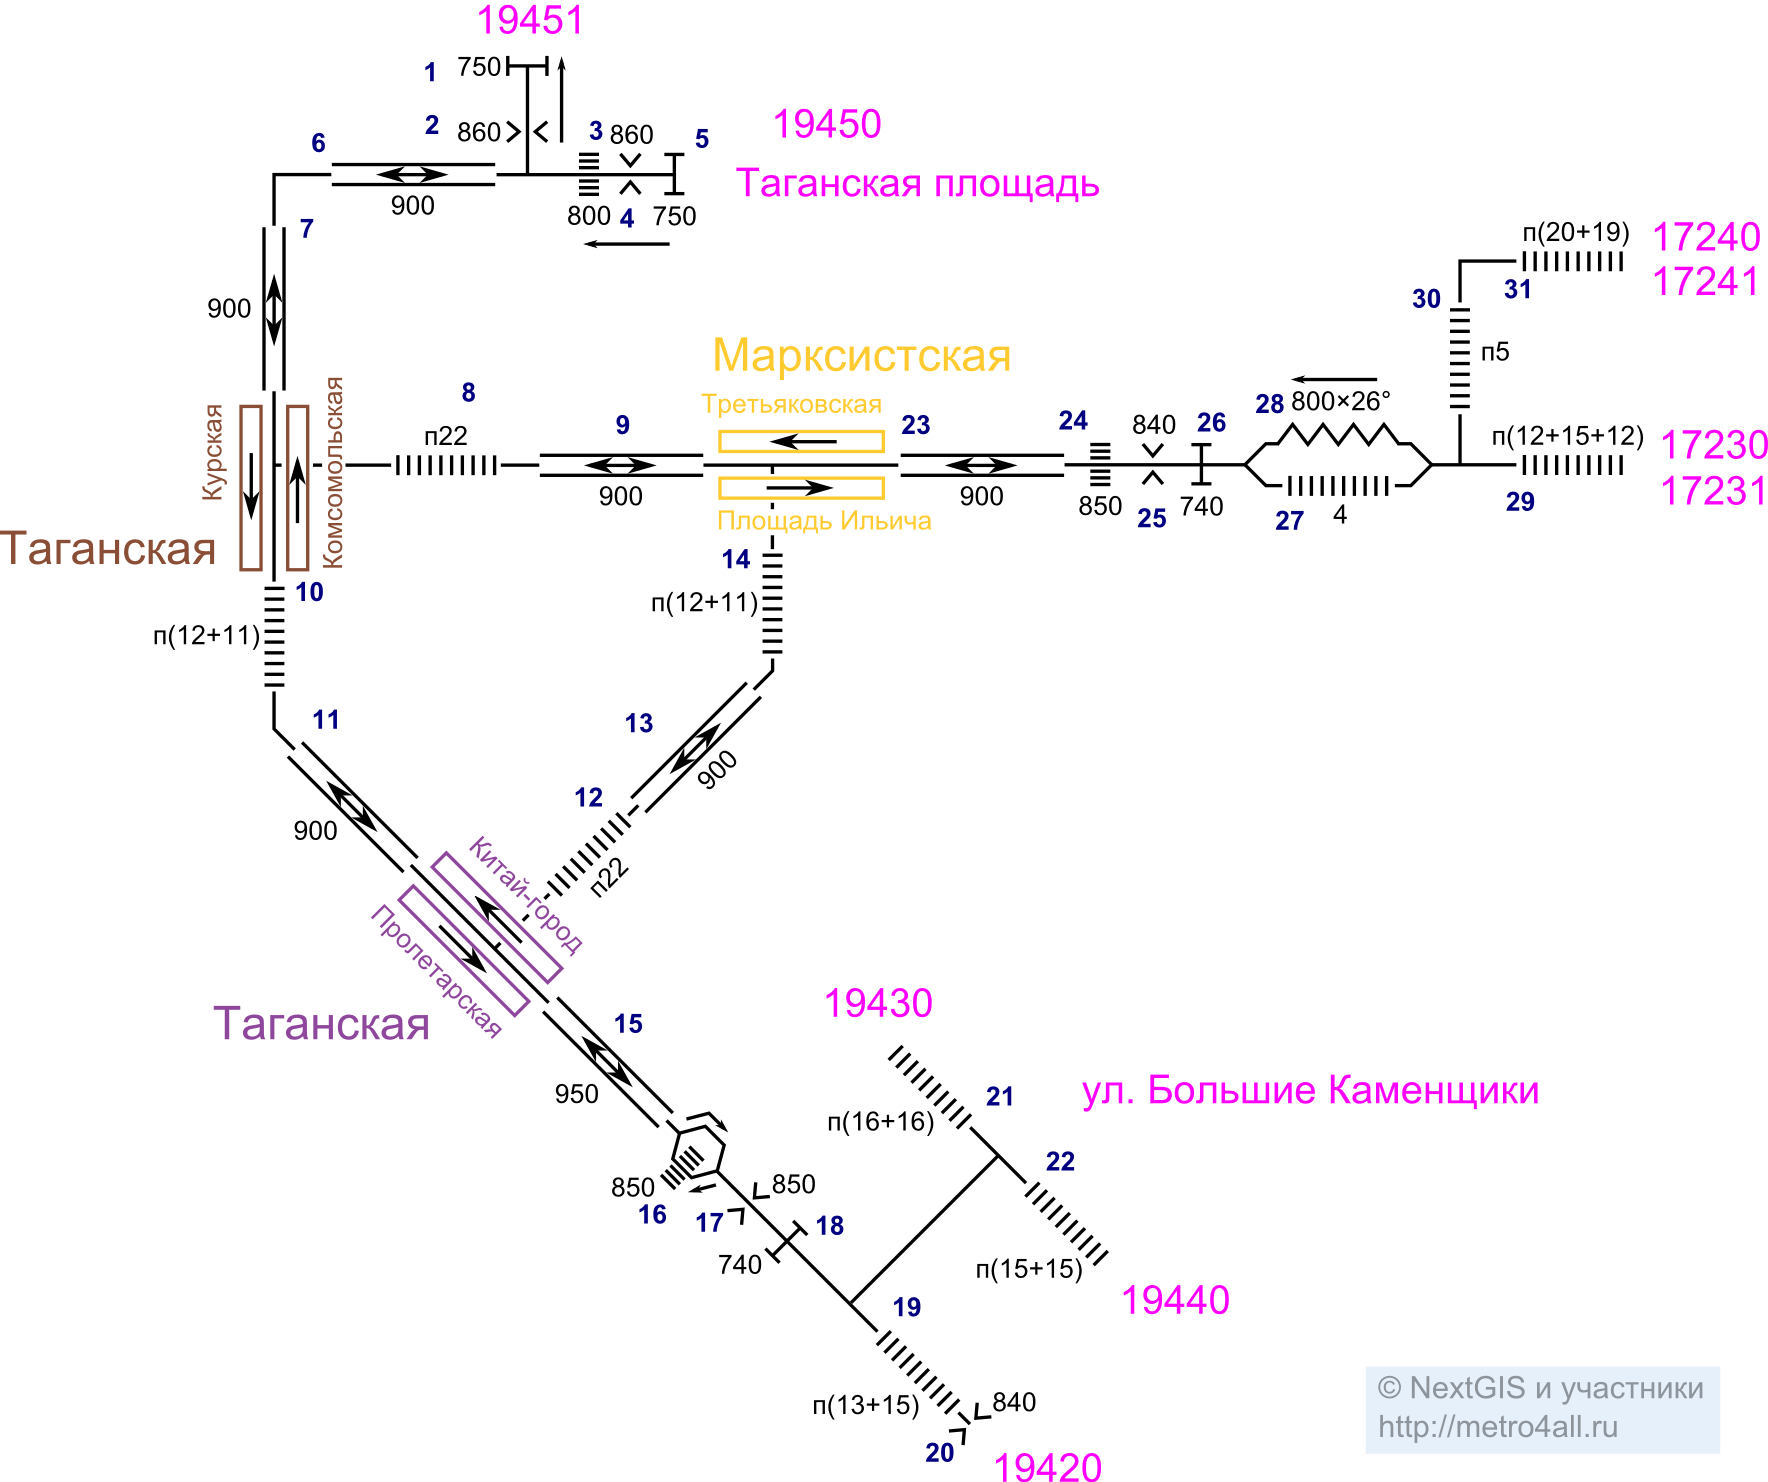 19451
1
750
2
860
3
860
5
6
800
4
750
900
19450
Таганская площадь
7
900
п(20+19)
17240
17241
30
31
п5
Марксистская
Третьяковская
Площадь Ильича
8
п22
9
900
23
900
24
850
840
25
26
740
28
800×26°
27
4
п(12+15+12)
29
17230
17231
Курская
Комсомольская
Таганская
10
п(12+11)
14
п(12+11)
11
900
13
900
12
п22
Китай-город
Пролетарская
Таганская
15
950
19430
21
п(16+16)
ул. Большие Каменщики
22
п(15+15)
19440
850
16
17
850
18
740
19
п(13+15)
840
20
19420
© NextGIS и участники
http://metro4all.ru